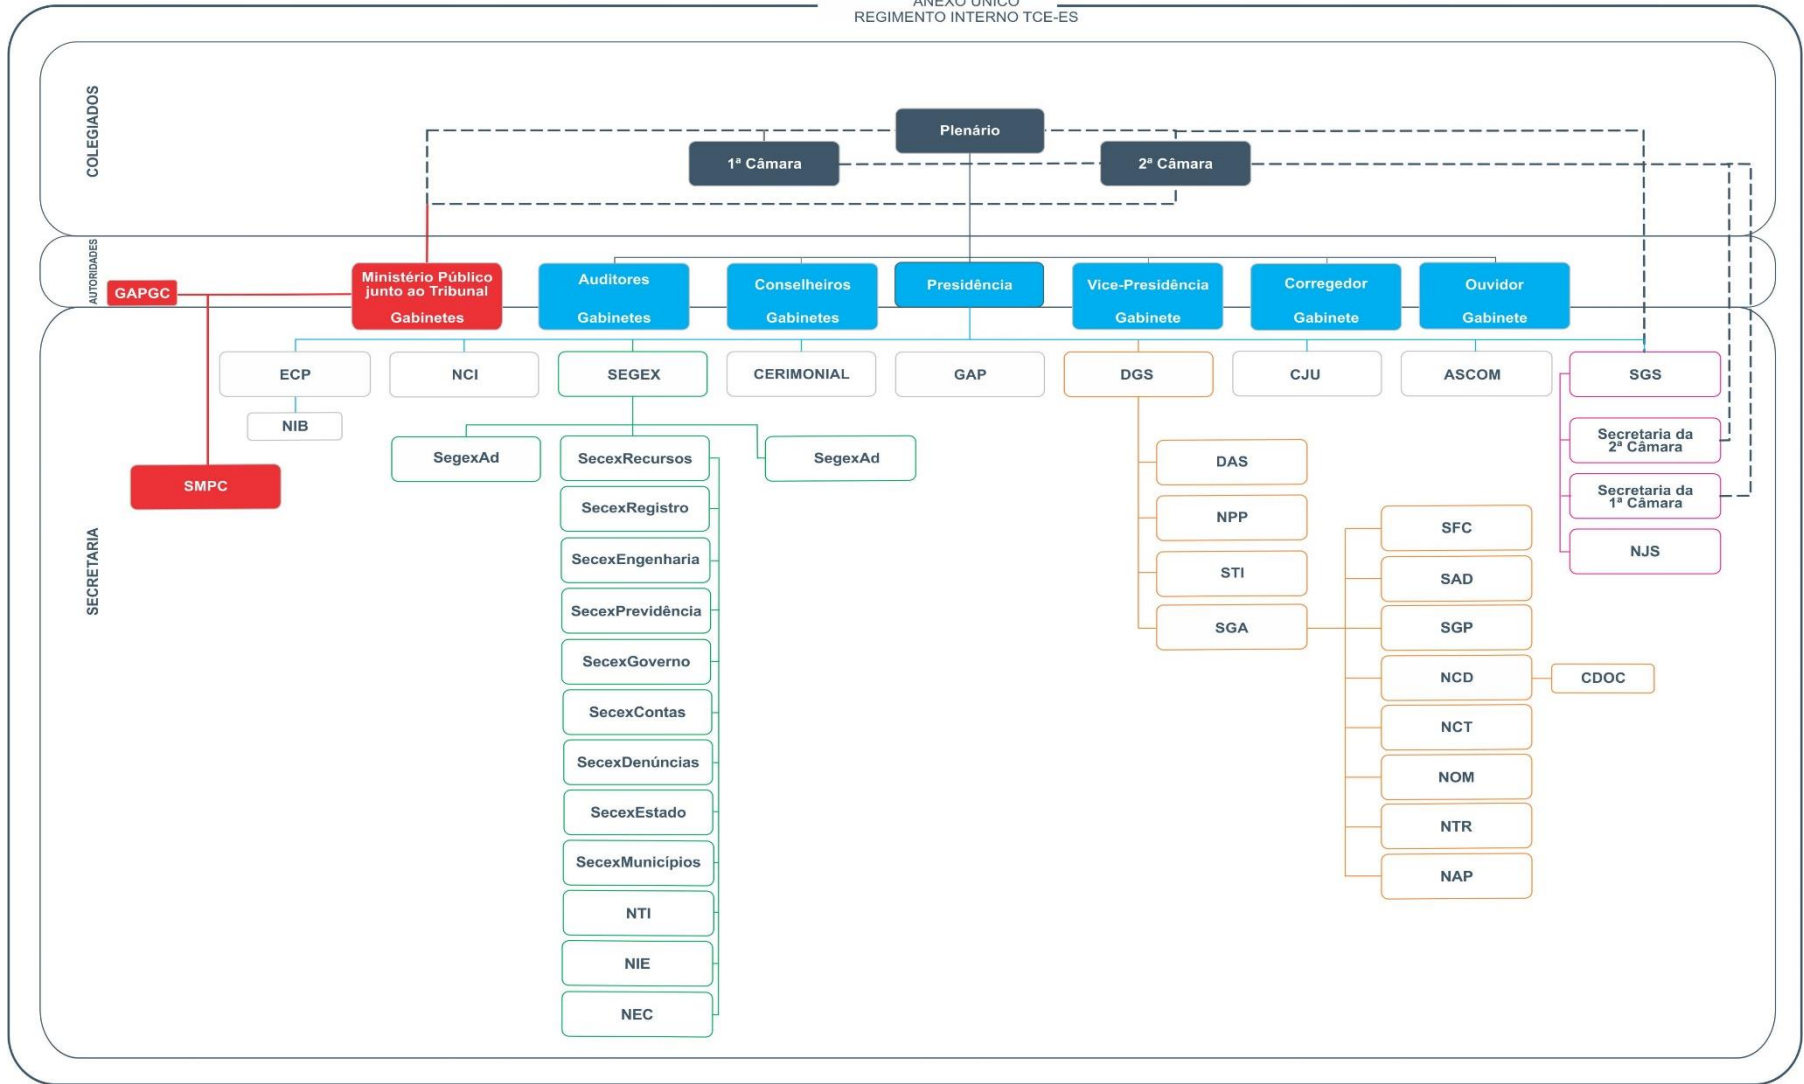 ANEXO ÚNICO
REGIMENTO INTERNO TCE-ES
COLEGIADOS
Plenário
1ª Câmara
2ª Câmara
AUTORIDADES
GAPGC
Ministério Público
junto ao Tribunal
Gabinetes
Auditores
Gabinetes
Conselheiros
Gabinetes
Presidência
Vice-Presidência
Gabinete
Corregedor
Gabinete
Ouvidor
Gabinete
SECRETARIA
ECP
NCI
SEGEX
CERIMONIAL
GAP
DGS
CJU
ASCOM
SGS
NIB
SMPC
SegexAd
SecexRecursos
SegexAd
SecexRegistro
SecexEngenharia
SecexPrevidência
SecexGoverno
SecexContas
SecexDenúncias
SecexEstado
SecexMunicípios
NTI
NIE
NEC
DAS
NPP
STI
SGA
SFC
SAD
SGP
NCD
CDOC
NCT
NOM
NTR
NAP
Secretaria da
2ª Câmara
Secretaria da
1ª Câmara
NJS